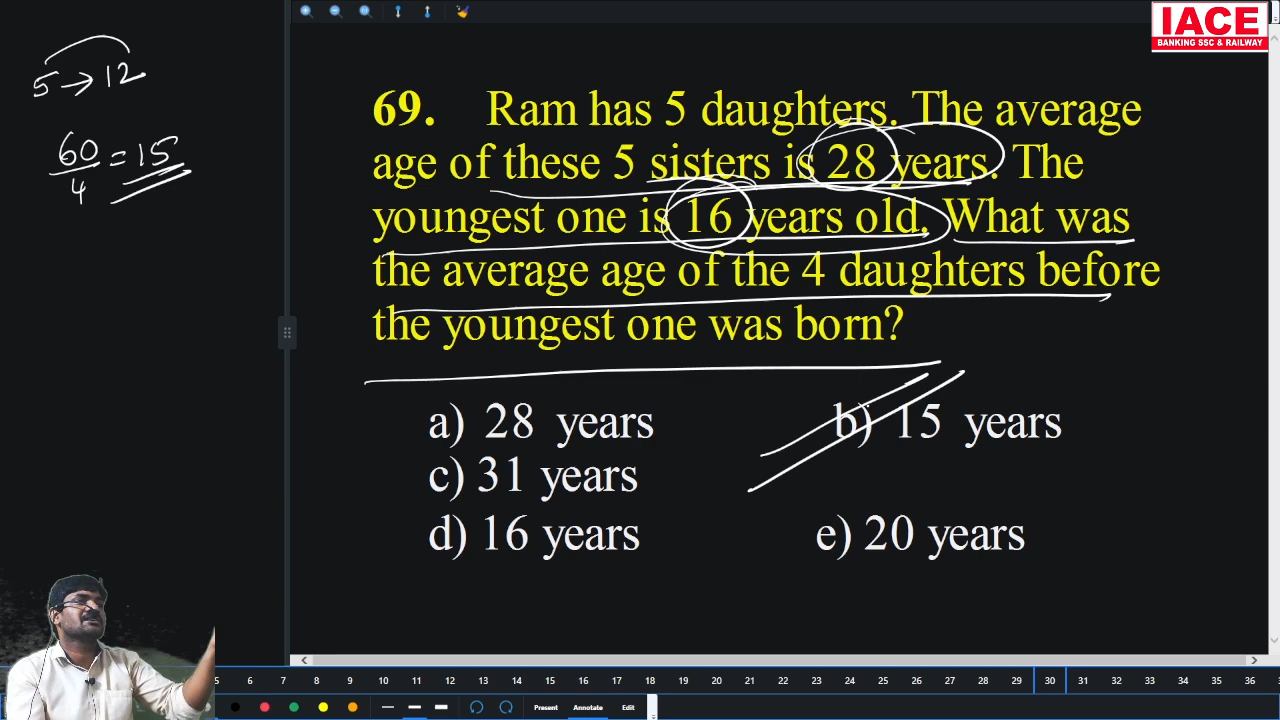 IACE
BANKING SSC & RAILWAY
5 → 12
60/4 = 15
69. Ram has 5 daughters. The average
age of these 5 sisters is 28 years. The
youngest one is 16 years old. What was
the average age of the 4 daughters before
the youngest one was born?
a) 28 years b) 15 years
c) 31 years
d) 16 years e) 20 years
5 6 7 8 9 10 11 12 13 14 15 16 17 18 19 20 21 22 23 24 25 26 27 28 29 30 31 32 33 34 35 36
Present Annotate Edit